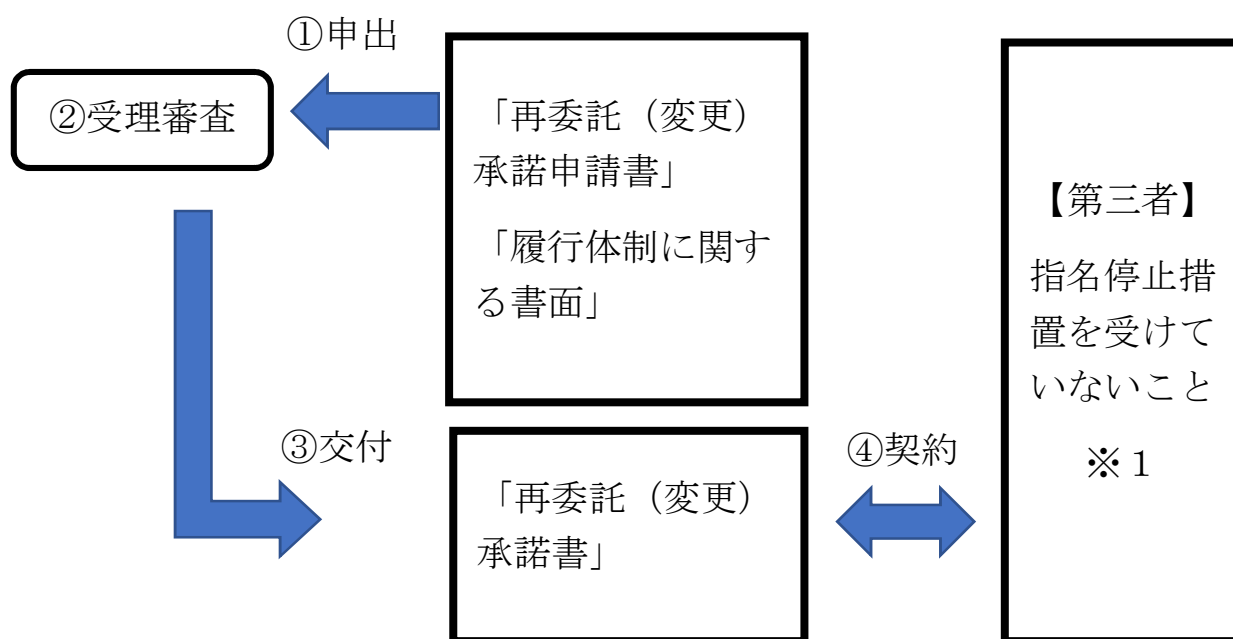 ①申出
②受理審査
「再委託（変更）
承諾申請書」
「履行体制に関す
る書面」
③交付
「再委託（変更）
承諾書」
④契約
【第三者】
指名停止措
置を受けて
いないこと
※１